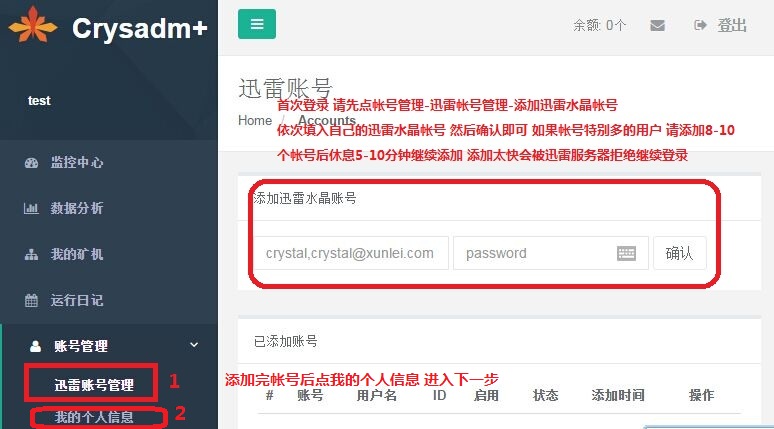 Crysadm+
余额: 0个
登出
test
迅雷账号
Home / Accounts
首次登录 请先点帐号管理-迅雷帐号管理-添加迅雷水晶帐号
依次填入自己的迅雷水晶帐号 然后确认即可 如果帐号特别多的用户 请添加8-10
个帐号后休息5-10分钟继续添加 添加太快会被迅雷服务器拒绝继续登录
监控中心
数据分析
我的矿机
运行日记
账号管理
迅雷账号管理
1
我的个人信息
2
添加迅雷水晶账号
crystal,crystal@xunlei.com
password
确认
已添加账号
添加完帐号后点我的个人信息 进入下一步
# 账号 用户名 ID 启用 状态 添加时间 操作